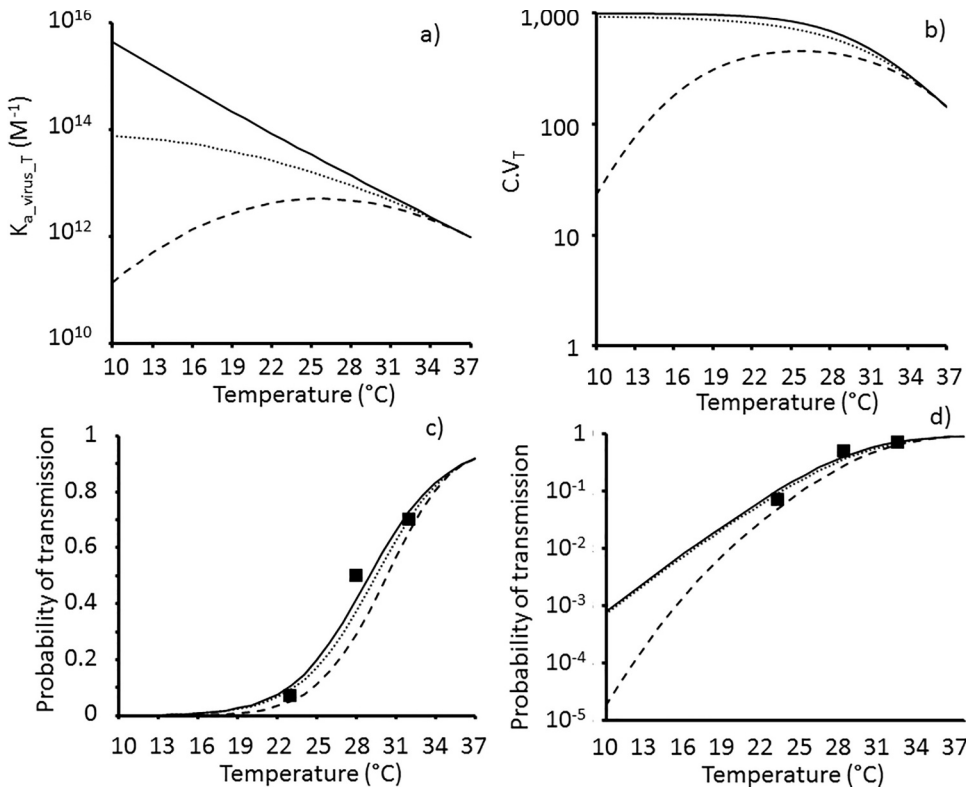 a)
10^16
10^14
10^12
10^10
K_a_virus_T (M^-1)
10 13 16 19 22 25 28 31 34 37
Temperature (°C)
b)
1,000
100
10
1
C.V_T
10 13 16 19 22 25 28 31 34 37
Temperature (°C)
c)
1
0.8
0.6
0.4
0.2
0
Probability of transmission
10 13 16 19 22 25 28 31 34 37
Temperature (°C)
d)
1
10^-1
10^-2
10^-3
10^-4
10^-5
Probability of transmission
10 13 16 19 22 25 28 31 34 37
Temperature (°C)